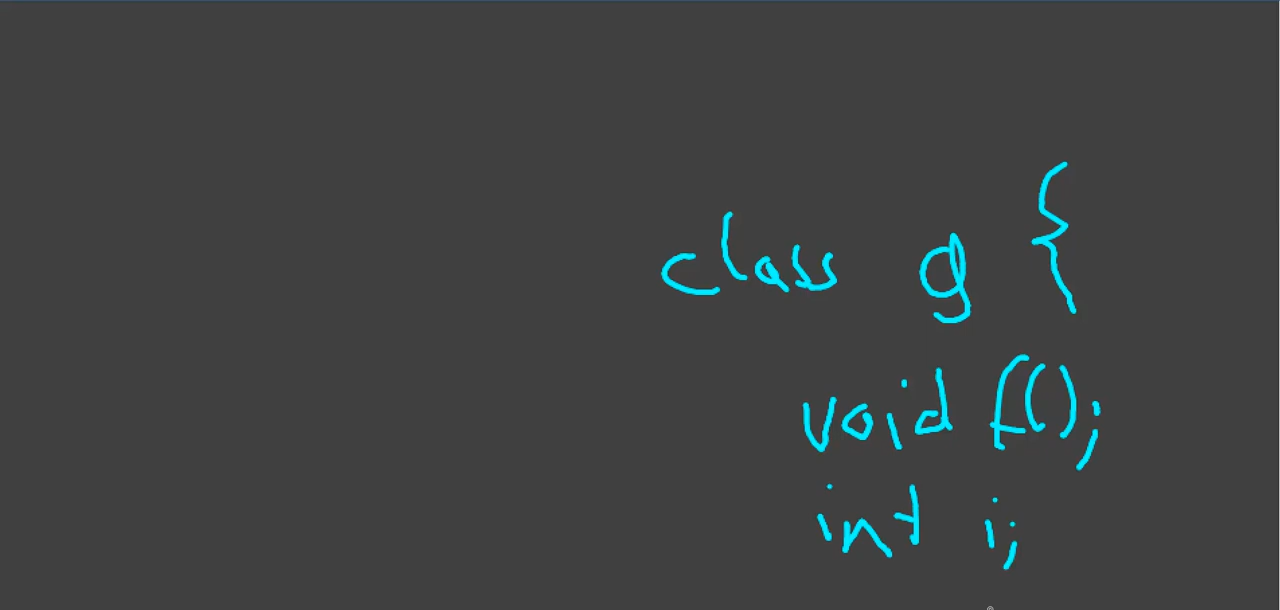 class g {
void f();
int i;